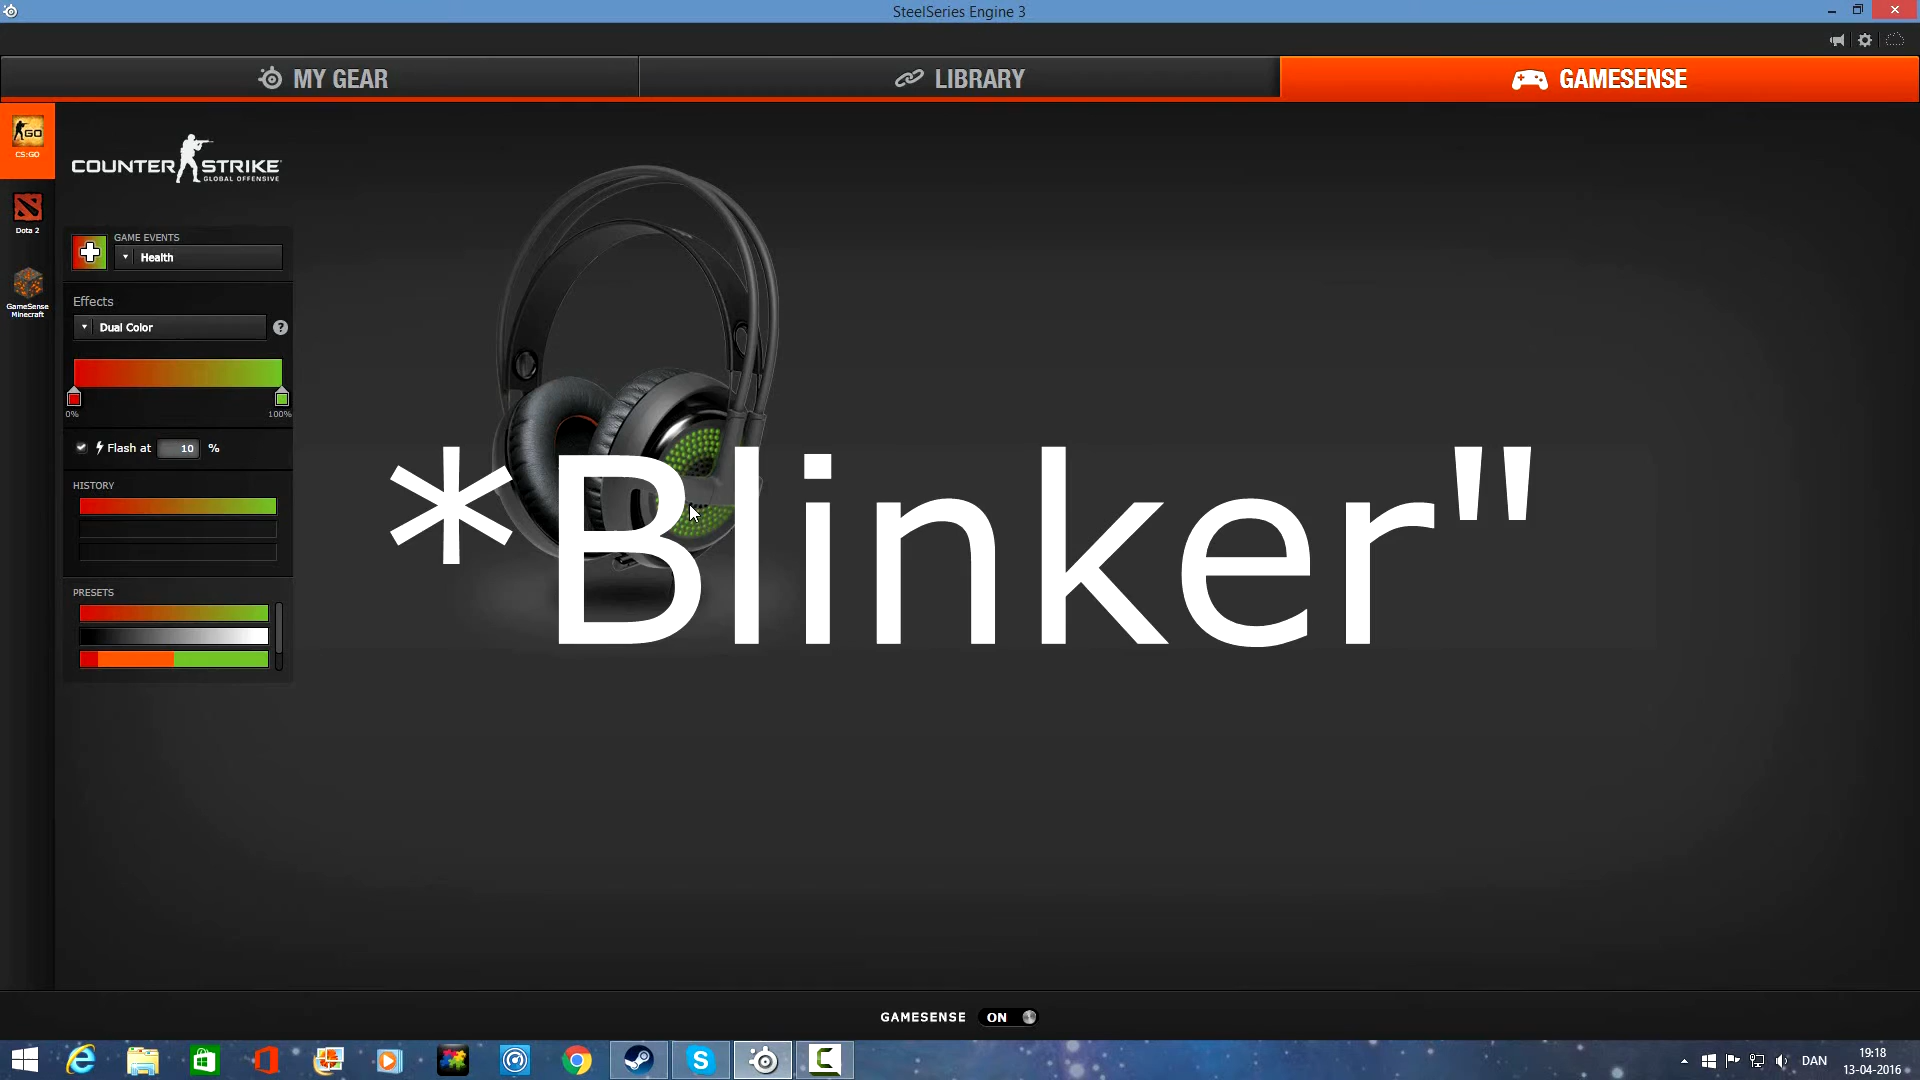 SteelSeries Engine 3
MY GEAR
LIBRARY
GAMESENSE
GO
CS:GO
COUNTER STRIKE
GLOBAL OFFENSIVE
Dota 2
GameSense
Minecraft
GAME EVENTS
Health
Effects
Dual Color
?
0%
100%
Flash at 10 %
HISTORY
PRESETS
*Blinker"
GAMESENSE ON
DAN
19:18
13-04-2016